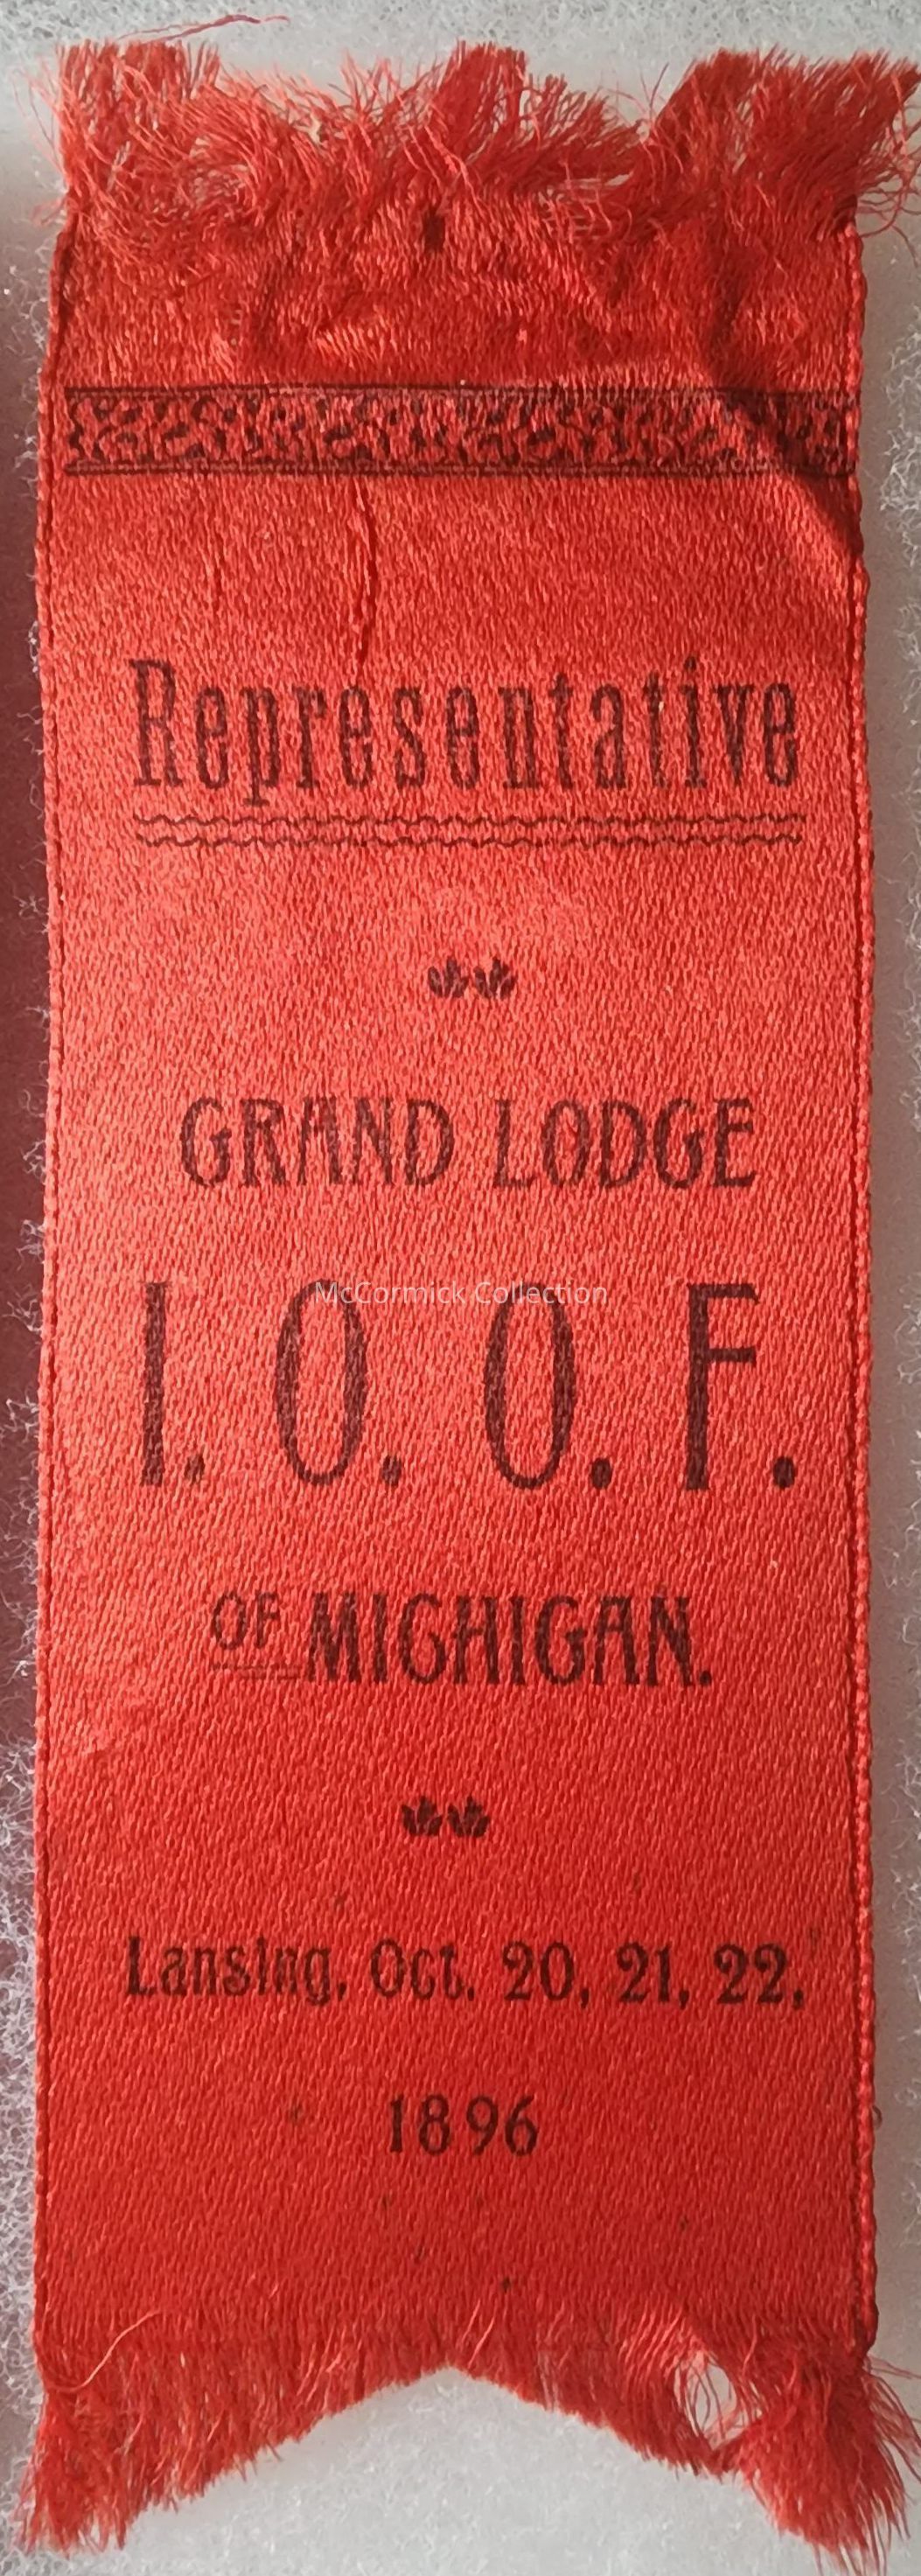 Representative
GRAND LODGE
McCormick Collection
I. O. O. F.
OF MICHIGAN.
Lansing, Oct. 20, 21, 22,
1896